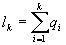 l_k = \sum_{i=1}^{k} q_i